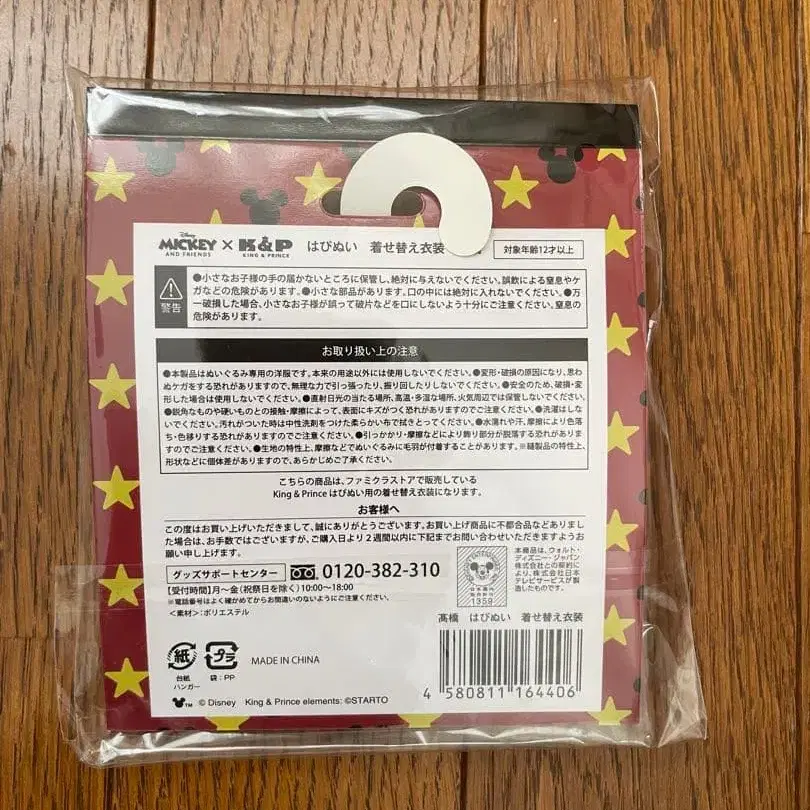 Disney
MICKEY
AND FRIENDS
× K&P
KING & PRINCE
はぴぬい 着せ替え衣装
対象年齢12才以上
警告
●小さなお子様の手の届かないところに保管し、絶対に与えないでください。誤飲による窒息やケ
ガなどの危険があります。●小さな部品があります。口の中には絶対に入れないでください。●万
一破損した場合、小さなお子様が誤って破片などを口にしないよう十分にご注意ください。窒息の
危険があります。
お取り扱い上の注意
●本製品はぬいぐるみ専用の洋服です。本来の用途以外には使用しないでください。●変形・破損の原因になり、思わ
ぬケガをする恐れがありますので、無理な力で引っ張ったり、振り回したりしないでください。●安全のため、破損・変
形した場合は使用しないでください。●直射日光の当たる場所、高温・多湿な場所、火気周辺では保管しないでください。
●鋭角なものや硬いものとの接触・摩擦によって、表面にキズがつく恐れがありますのでご注意ください。●洗濯はしな
いでください。汚れがついた時は中性洗剤をつけた柔らかい布で拭きとってください。●水濡れや汗、摩擦により色落
ち・色移りする恐れがありますのでご注意ください。●引っかかり・摩擦などにより飾り部分が脱落する恐れがあります
のでご注意ください。●生地の特性上、摩擦などでぬいぐるみに毛羽が付着することがあります。※縫製品の特性上、
形状などに個体差がありますので、あらかじめご了承ください。
こちらの商品は、ファミクラストアで販売している
King & Prince はぴぬい用の着せ替え衣装になります。
お客様へ
この度はお買い上げいただきまして、誠にありがとうございます。お買い上げ商品に不都合品などありまし
た場合は、お手数ではございますが、ご購入日より2週間以内に下記までお問い合わせいただきますようお
願い申し上げます。
グッズサポートセンター 0120-382-310
【受付時間】月〜金(祝祭日を除く)10:00〜18:00
※電話番号はよく確かめてからお間違いのないようにご注意ください。
<素材>:ポリエステル
本商品は、ウォルト・
ディズニー・ジャパン
株式会社との契約によ
り、株式会社日本
テレビサービスが製
造したものです。
1359
髙橋 はぴぬい 着せ替え衣装
紙
台紙
ハンガー
プラ
袋:PP
MADE IN CHINA
4 580811 164406
TM © Disney King & Prince elements: ©STARTO